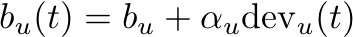 b_u(t) = b_u + α_u dev_u(t)